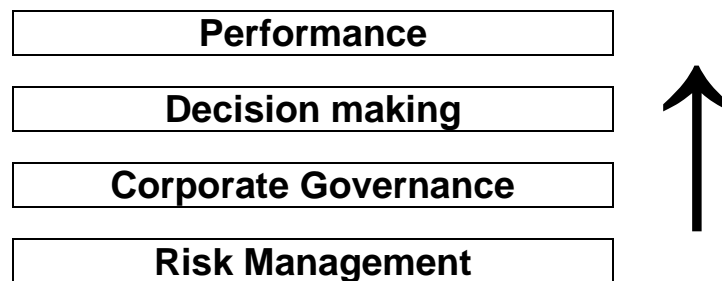 Performance
Decision making
Corporate Governance
Risk Management